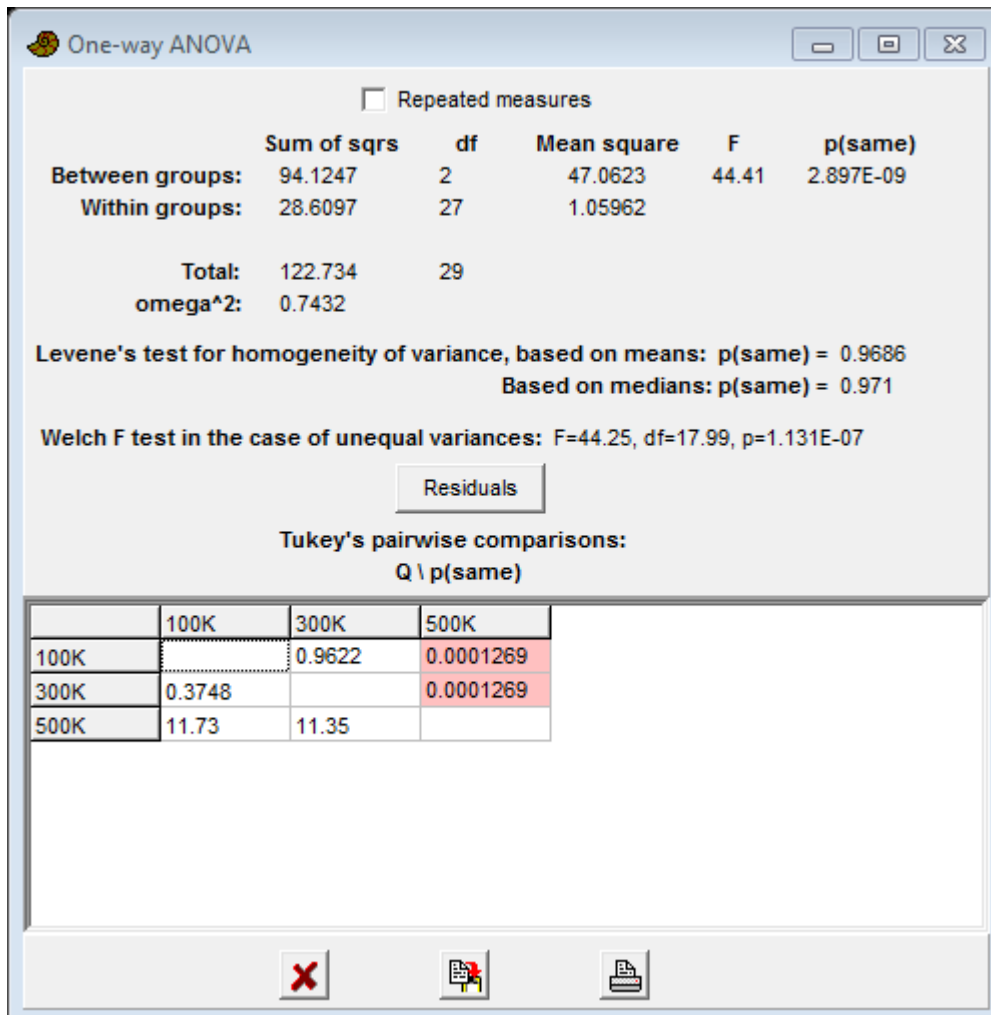 One-way ANOVA
Repeated measures
Sum of sqrs df Mean square F p(same)
Between groups: 94.1247 2 47.0623 44.41 2.897E-09
Within groups: 28.6097 27 1.05962
Total: 122.734 29
omega^2: 0.7432
Levene's test for homogeneity of variance, based on means: p(same) = 0.9686
Based on medians: p(same) = 0.971
Welch F test in the case of unequal variances: F=44.25, df=17.99, p=1.131E-07
Residuals
Tukey's pairwise comparisons:
Q \ p(same)
100K 300K 500K
100K 0.9622 0.0001269
300K 0.3748 0.0001269
500K 11.73 11.35